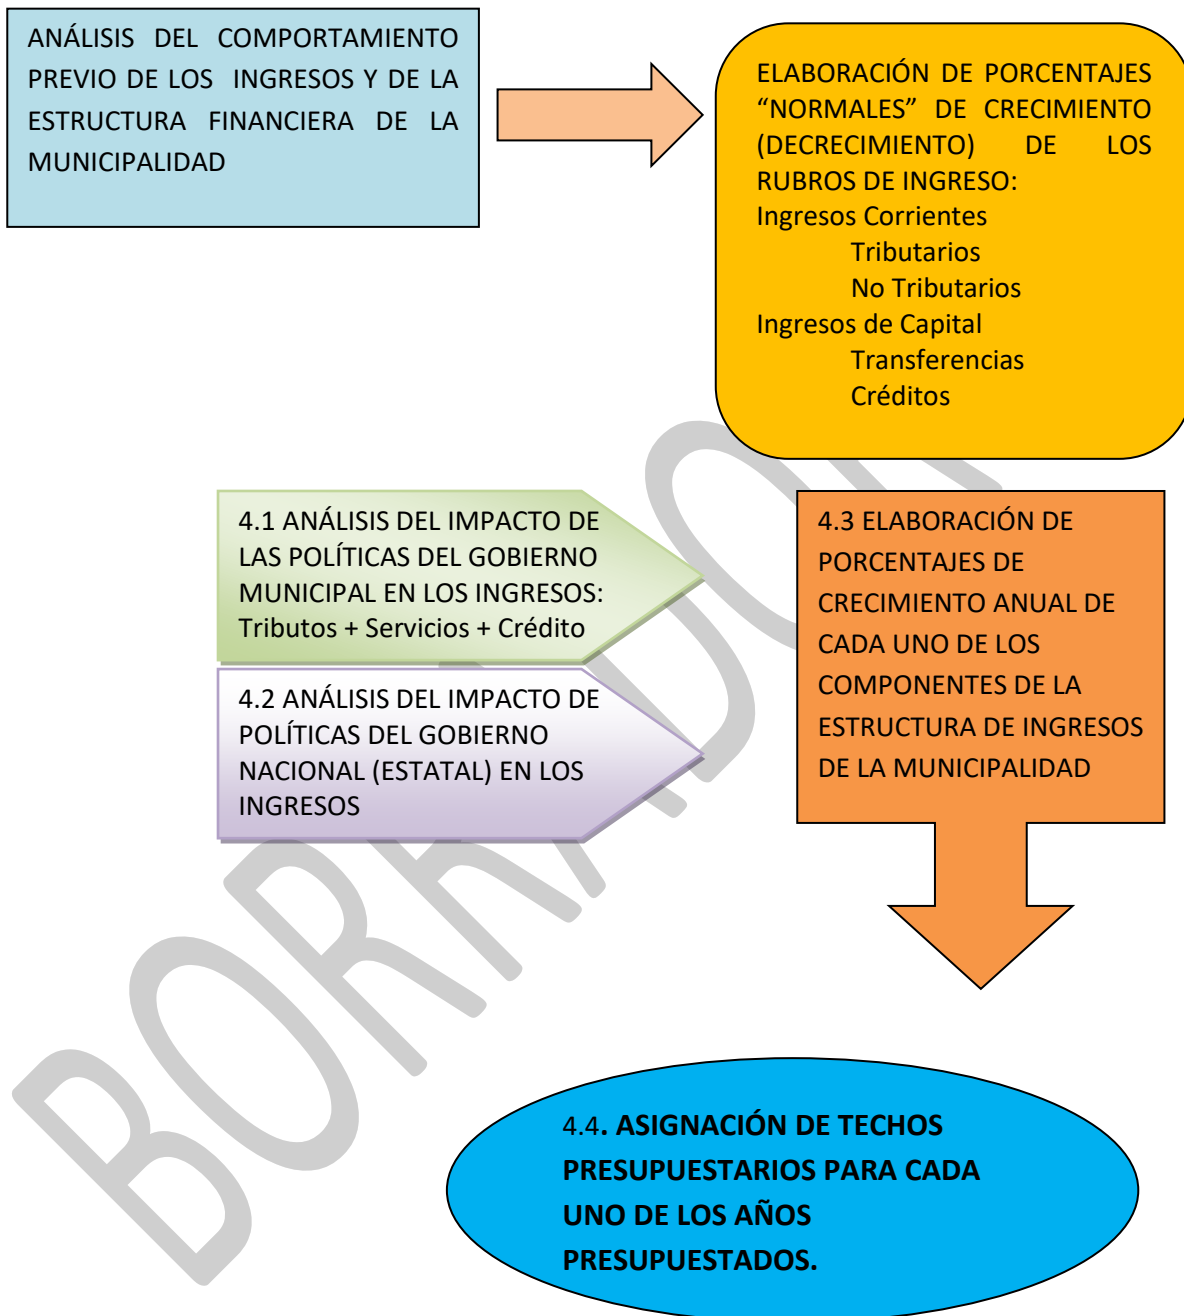 ANÁLISIS DEL COMPORTAMIENTO
PREVIO DE LOS INGRESOS Y DE LA
ESTRUCTURA FINANCIERA DE LA
MUNICIPALIDAD
ELABORACIÓN DE PORCENTAJES
“NORMALES” DE CRECIMIENTO
(DECRECIMIENTO) DE LOS
RUBROS DE INGRESO:
Ingresos Corrientes
Tributarios
No Tributarios
Ingresos de Capital
Transferencias
Créditos
4.1 ANÁLISIS DEL IMPACTO DE
LAS POLÍTICAS DEL GOBIERNO
MUNICIPAL EN LOS INGRESOS:
Tributos + Servicios + Crédito
4.2 ANÁLISIS DEL IMPACTO DE
POLÍTICAS DEL GOBIERNO
NACIONAL (ESTATAL) EN LOS
INGRESOS
4.3 ELABORACIÓN DE
PORCENTAJES DE
CRECIMIENTO ANUAL DE
CADA UNO DE LOS
COMPONENTES DE LA
ESTRUCTURA DE INGRESOS
DE LA MUNICIPALIDAD
4.4. ASIGNACIÓN DE TECHOS
PRESUPUESTARIOS PARA CADA
UNO DE LOS AÑOS
PRESUPUESTADOS.
BORRADOR